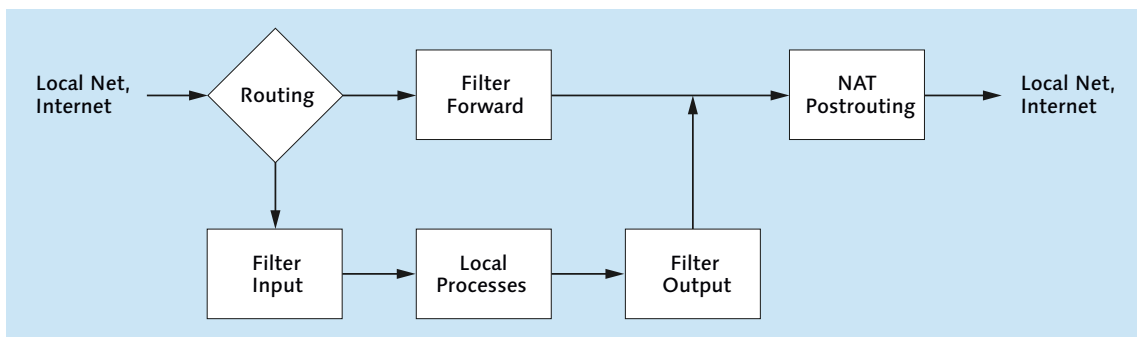 Local Net,
Internet
Routing
Filter
Forward
NAT
Postrouting
Local Net,
Internet
Filter
Input
Local
Processes
Filter
Output